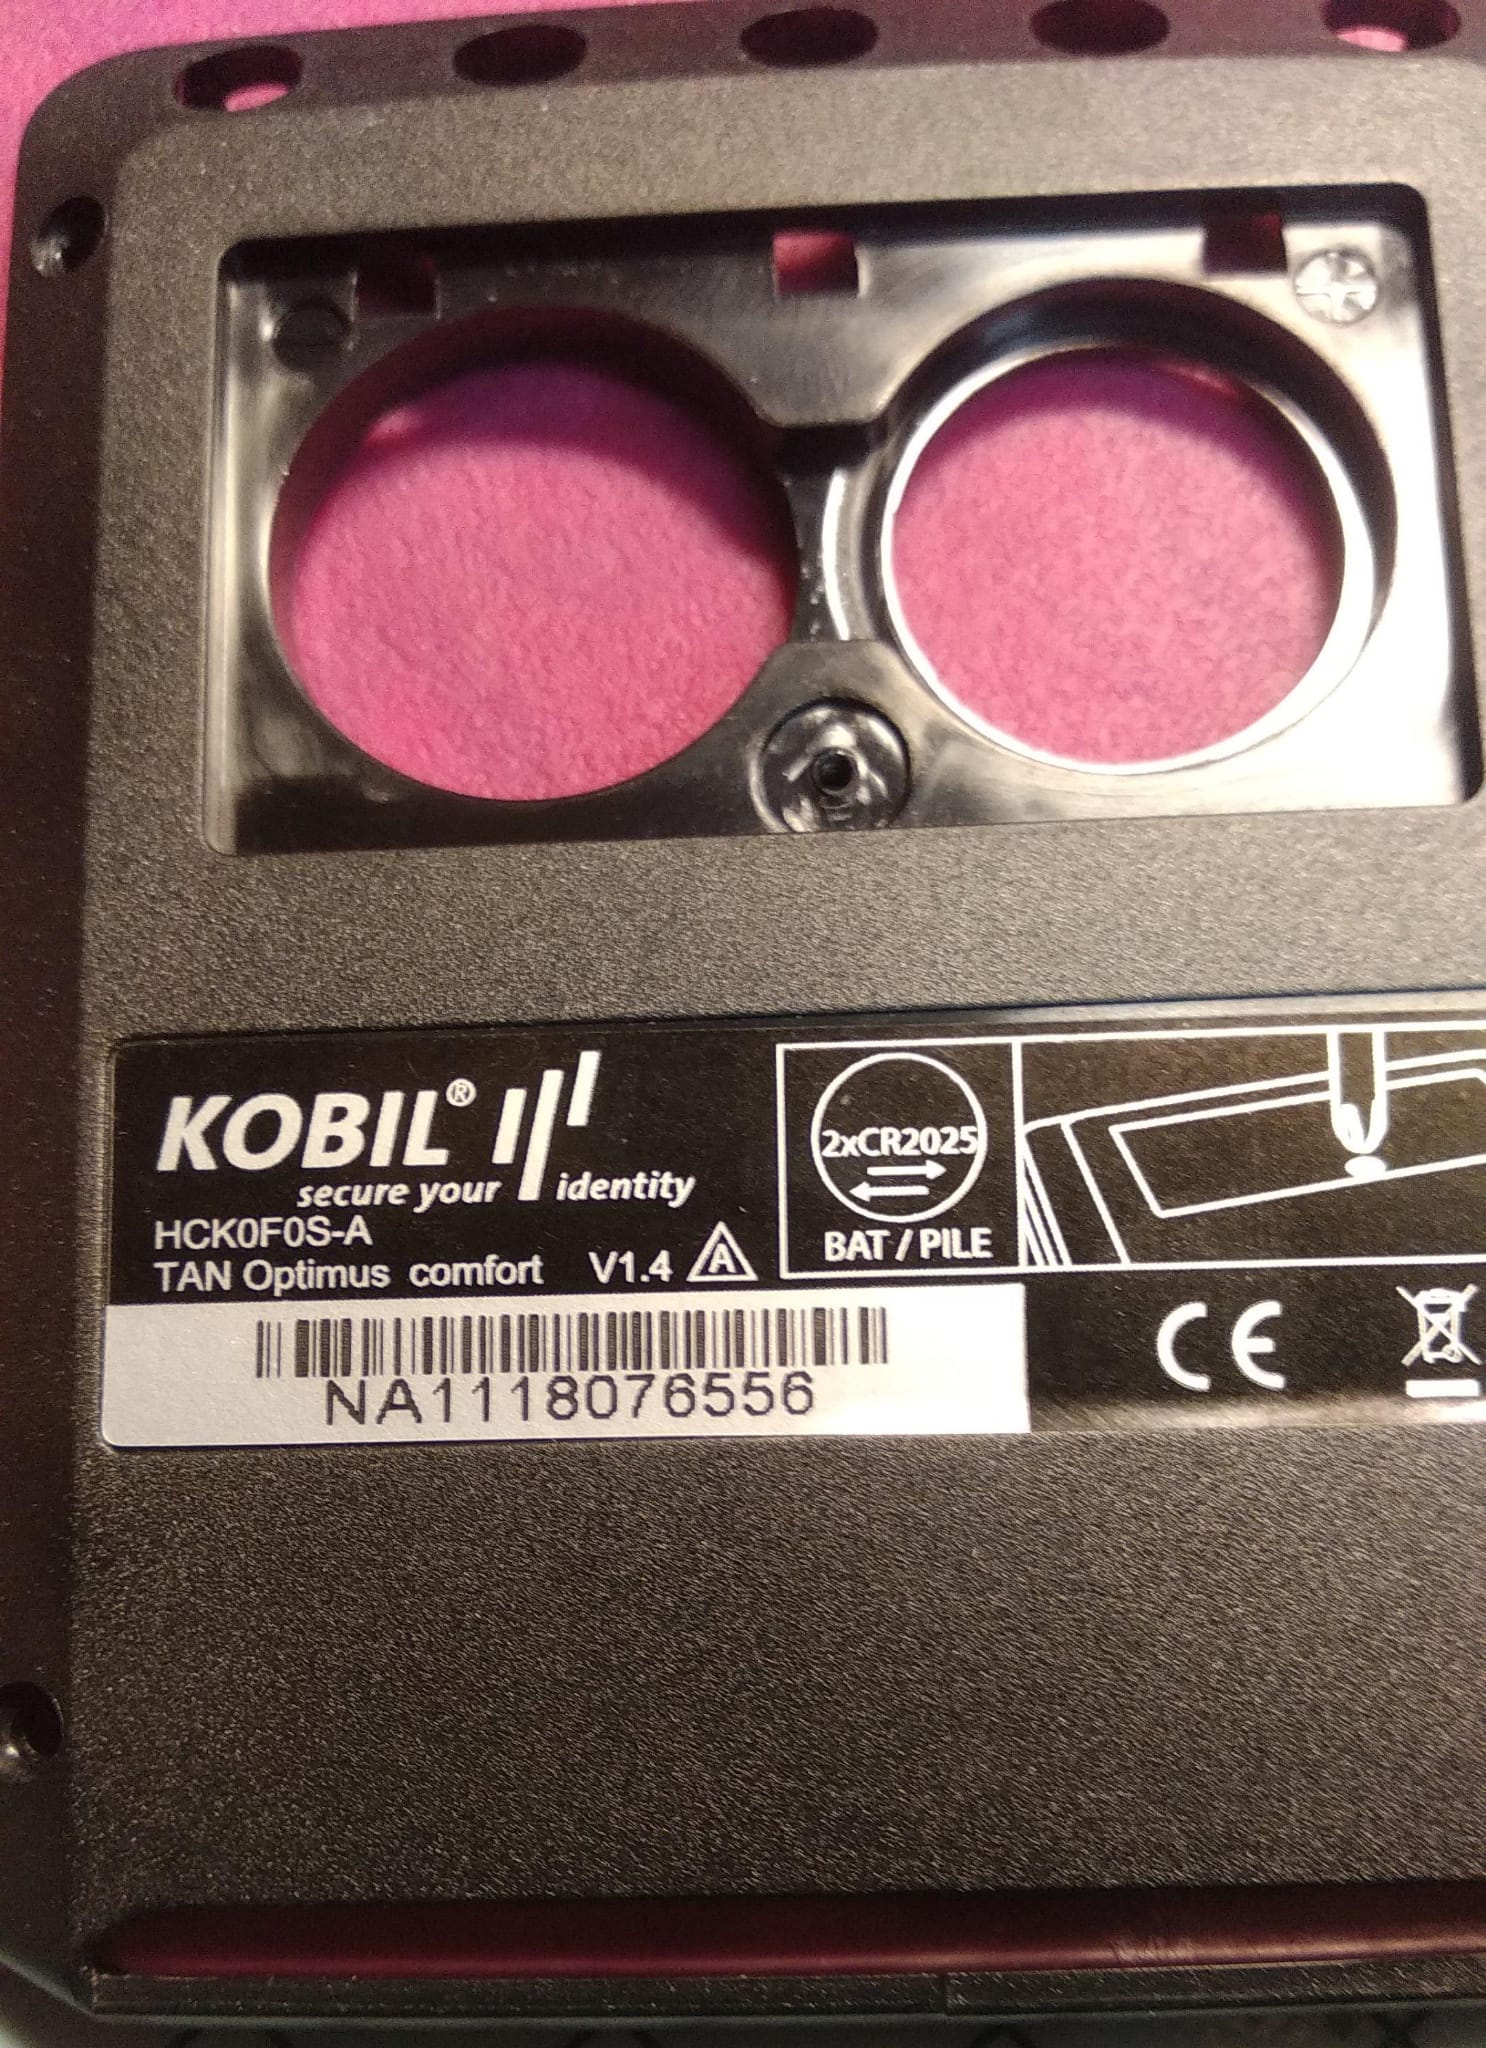 KOBIL®
secure your identity
HCK0F0S-A
TAN Optimus comfort V1.4 A
NA1118076556
2xCR2025
BAT / PILE
CE